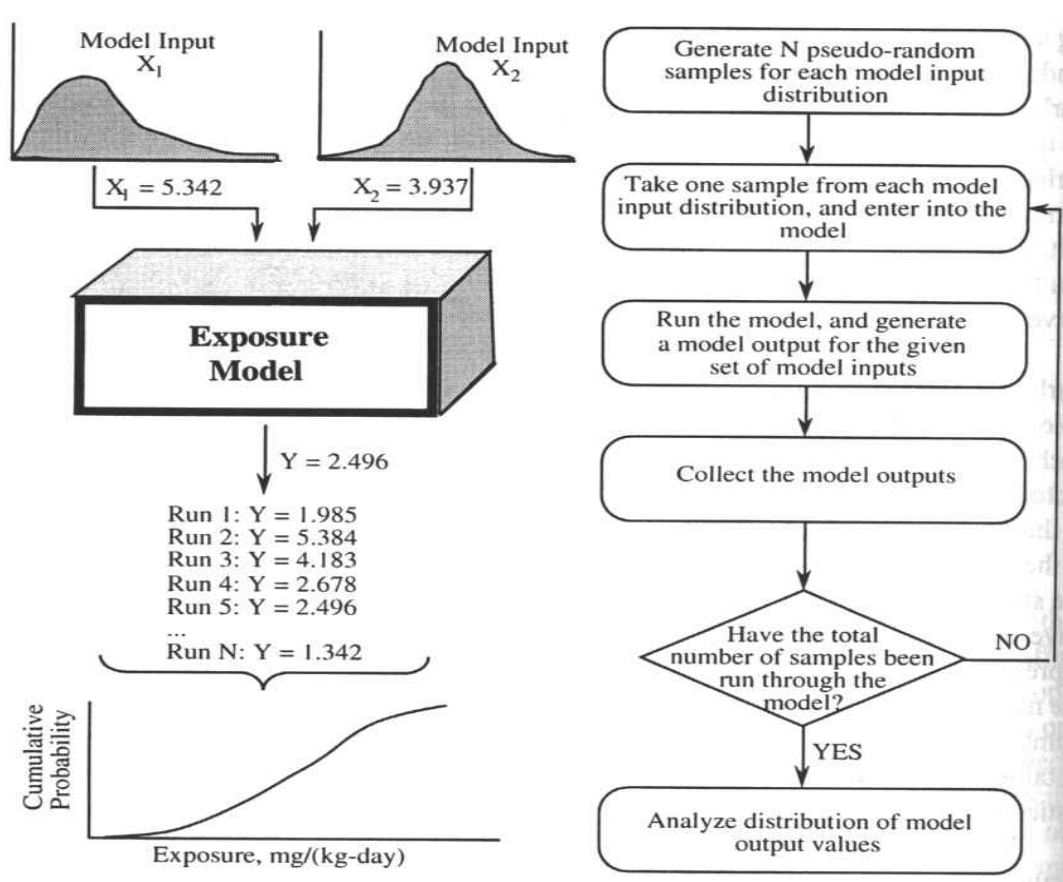 Model Input
X1
Model Input
X2
X1 = 5.342
X2 = 3.937
Exposure
Model
Y = 2.496
Run 1: Y = 1.985
Run 2: Y = 5.384
Run 3: Y = 4.183
Run 4: Y = 2.678
Run 5: Y = 2.496
...
Run N: Y = 1.342
Cumulative
Probability
Exposure, mg/(kg-day)
Generate N pseudo-random
samples for each model input
distribution
Take one sample from each model
input distribution, and enter into the
model
Run the model, and generate
a model output for the given
set of model inputs
Collect the model outputs
Have the total
number of samples been
run through the
model?
NO
YES
Analyze distribution of model
output values